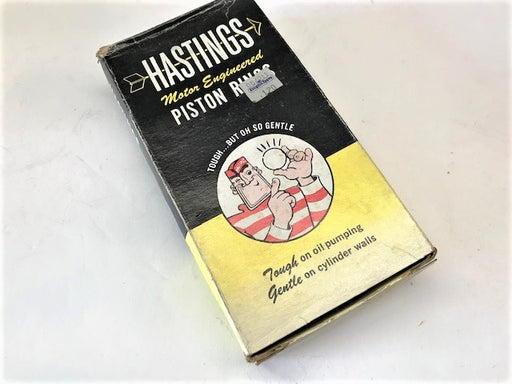 HASTINGS
Motor Engineered
PISTON RINGS
TOUGH...BUT OH SO GENTLE
Tough on oil pumping
Gentle on cylinder walls